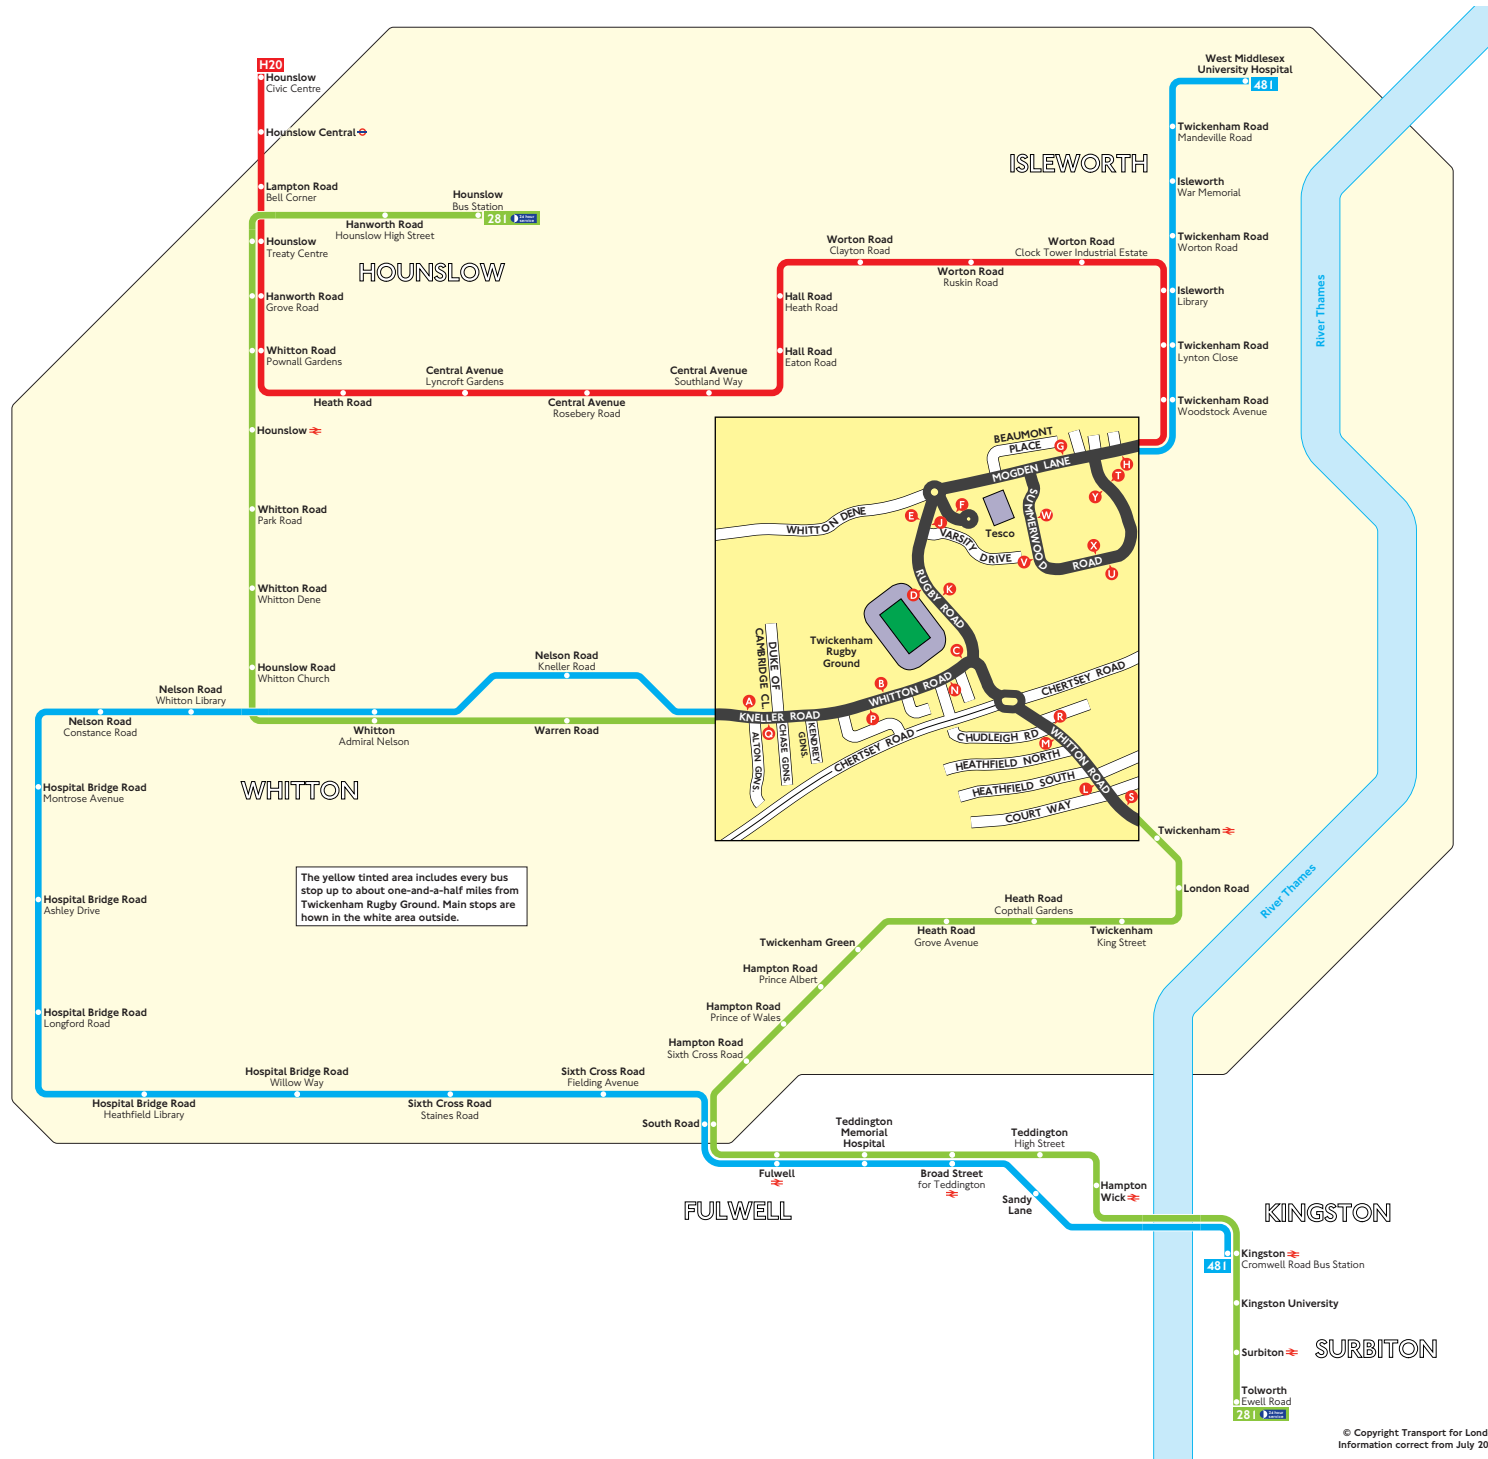 H20
Hounslow
Civic Centre
Hounslow Central
Lampton Road
Bell Corner
Hounslow
Bus Station
281
24 hour
service
Hanworth Road
Hounslow High Street
Hounslow
Treaty Centre
HOUNSLOW
Hanworth Road
Grove Road
Whitton Road
Pownall Gardens
Heath Road
Central Avenue
Lyncroft Gardens
Central Avenue
Rosebery Road
Central Avenue
Southland Way
Hall Road
Heath Road
Hall Road
Eaton Road
Worton Road
Clayton Road
Worton Road
Ruskin Road
Worton Road
Clock Tower Industrial Estate
ISLEWORTH
West Middlesex
University Hospital
481
Twickenham Road
Mandeville Road
Isleworth
War Memorial
Twickenham Road
Worton Road
Isleworth
Library
Twickenham Road
Lynton Close
Twickenham Road
Woodstock Avenue
River Thames
Hounslow
Whitton Road
Park Road
Whitton Road
Whitton Dene
Hounslow Road
Whitton Church
Nelson Road
Kneller Road
Nelson Road
Whitton Library
Nelson Road
Constance Road
Whitton
Admiral Nelson
Warren Road
WHITTON
BEAUMONT
PLACE
G
MOGDEN LANE
H
T
Y
E
J
F
Tesco
W
SUMMERWOOD
ROAD
X
U
V
WHITTON DENE
VARSITY
DRIVE
RUGBY ROAD
D
K
Twickenham
Rugby
Ground
C
DUKE OF
CAMBRIDGE CL.
A
B
WHITTON ROAD
N
CHERTSEY ROAD
KNELLER ROAD
Q
P
ALTON GDNS.
CHASE GDNS.
KENDREY
GDNS.
CHERTSEY ROAD
R
CHUDLEIGH RD
M
WHITTON ROAD
HEATHFIELD NORTH
HEATHFIELD SOUTH
L
S
COURT WAY
Twickenham
London Road
Hospital Bridge Road
Montrose Avenue
Hospital Bridge Road
Ashley Drive
The yellow tinted area includes every bus
stop up to about one-and-a-half miles from
Twickenham Rugby Ground. Main stops are
hown in the white area outside.
River Thames
Heath Road
Copthall Gardens
Heath Road
Grove Avenue
Twickenham
King Street
Twickenham Green
Hampton Road
Prince Albert
Hampton Road
Prince of Wales
Hampton Road
Sixth Cross Road
Hospital Bridge Road
Longford Road
Hospital Bridge Road
Heathfield Library
Hospital Bridge Road
Willow Way
Sixth Cross Road
Staines Road
Sixth Cross Road
Fielding Avenue
South Road
Fulwell
FULWELL
Teddington
Memorial
Hospital
Broad Street
for Teddington
Teddington
High Street
Sandy
Lane
Hampton
Wick
KINGSTON
481
Kingston
Cromwell Road Bus Station
Kingston University
Surbiton
SURBITON
Tolworth
Ewell Road
281
24 hour
service
© Copyright Transport for Lond
Information correct from July 20